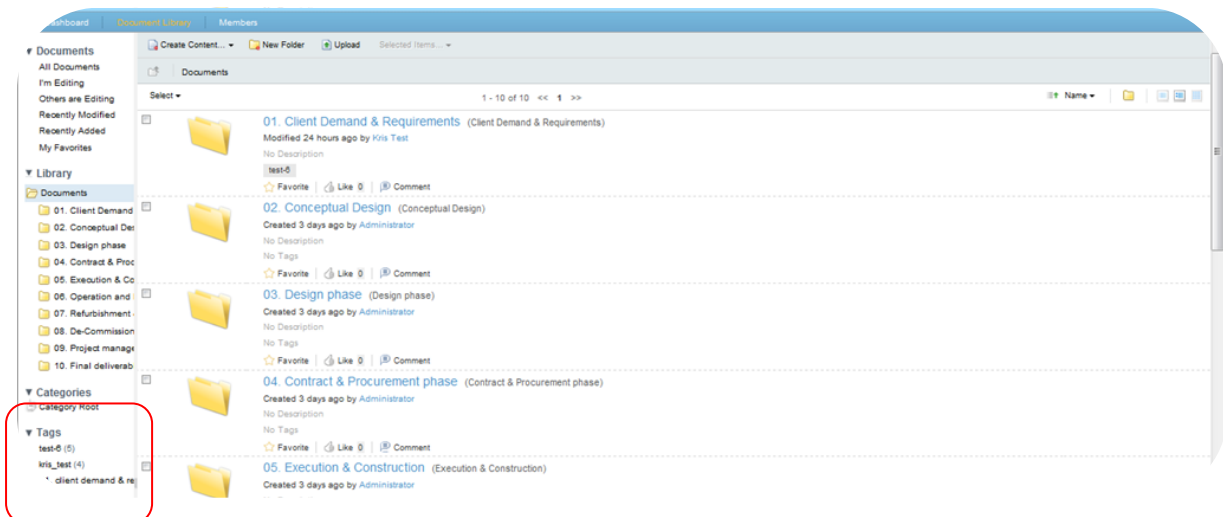 Dashboard Document Library Members
Documents
All Documents
I'm Editing
Others are Editing
Recently Modified
Recently Added
My Favorites
Library
Documents
01. Client Demand
02. Conceptual Des
03. Design phase
04. Contract & Proc
05. Execution & Co
06. Operation and
07. Refurbishment
08. De-Commission
09. Project manage
10. Final deliverab
Categories
Category Root
Tags
test-6 (5)
kris_test (4)
client demand & re
Create Content... New Folder Upload Selected Items...
Documents
Select 1 - 10 of 10 << 1 >> Name
01. Client Demand & Requirements (Client Demand & Requirements)
Modified 24 hours ago by Kris Test
No Description
test-6
Favorite Like 0 Comment
02. Conceptual Design (Conceptual Design)
Created 3 days ago by Administrator
No Description
No Tags
Favorite Like 0 Comment
03. Design phase (Design phase)
Created 3 days ago by Administrator
No Description
No Tags
Favorite Like 0 Comment
04. Contract & Procurement phase (Contract & Procurement phase)
Created 3 days ago by Administrator
No Description
No Tags
Favorite Like 0 Comment
05. Execution & Construction (Execution & Construction)
Created 3 days ago by Administrator